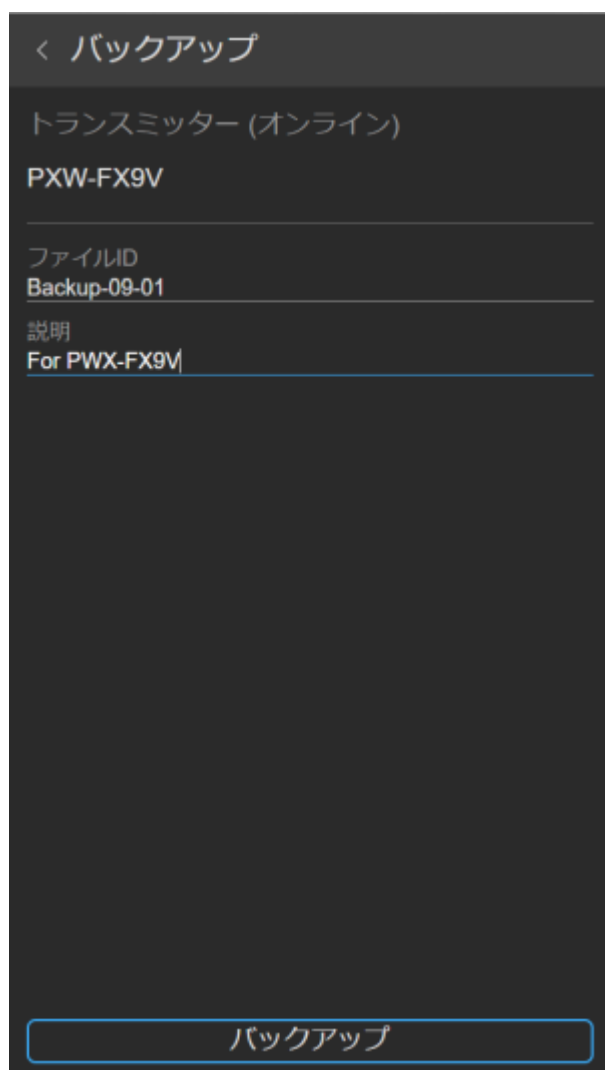 < バックアップ
トランスミッター (オンライン)
PXW-FX9V
ファイルID
Backup-09-01
説明
For PWX-FX9V
バックアップ